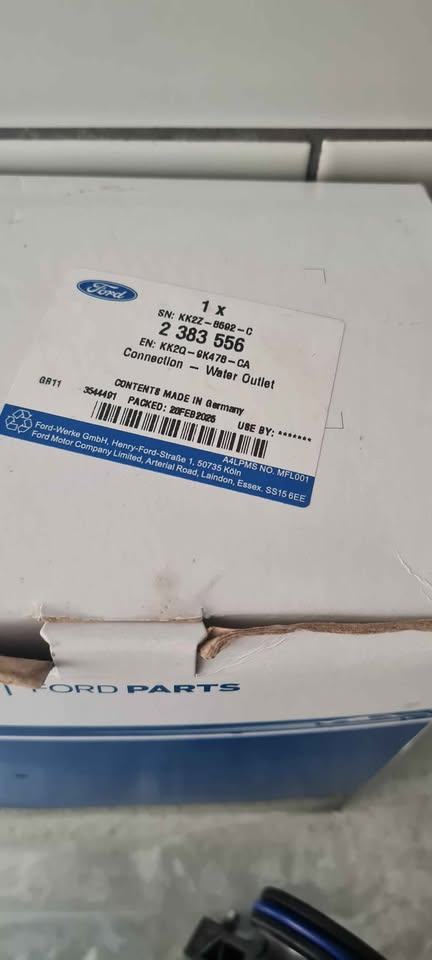 Ford
1 x
SN: KK2Z-8592-C
2 383 556
EN: KK2Q-9K478-CA
Connection - Water Outlet
GR11
CONTENTS MADE IN Germany
3544491 PACKED: 20FEB2025 USE BY: *******
A4LPMS NO. MFL001
Ford-Werke GmbH, Henry-Ford-Straße 1, 50735 Köln
Ford Motor Company Limited, Arterial Road, Laindon, Essex. SS15 6EE
FORD PARTS